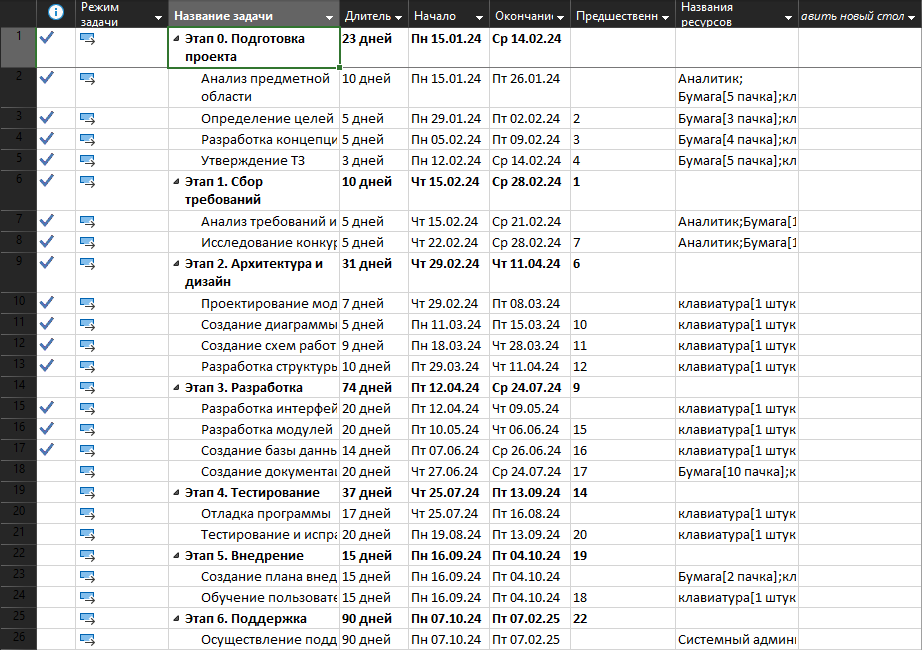 Режим задачи Название задачи Длитель Начало Окончани Предшественн Названия ресурсов авить новый стол
1 Этап 0. Подготовка проекта 23 дней Пн 15.01.24 Ср 14.02.24
2 Анализ предметной области 10 дней Пн 15.01.24 Пт 26.01.24 Аналитик; Бумага[5 пачка];кл
3 Определение целей 5 дней Пн 29.01.24 Пт 02.02.24 2 Бумага[3 пачка];кл
4 Разработка концепци 5 дней Пн 05.02.24 Пт 09.02.24 3 Бумага[4 пачка];кл
5 Утверждение ТЗ 3 дней Пн 12.02.24 Ср 14.02.24 4 Бумага[5 пачка];кл
6 Этап 1. Сбор требований 10 дней Чт 15.02.24 Ср 28.02.24 1
7 Анализ требований и 5 дней Чт 15.02.24 Ср 21.02.24 Аналитик;Бумага[1
8 Исследование конкур 5 дней Чт 22.02.24 Ср 28.02.24 7 Аналитик;Бумага[1
9 Этап 2. Архитектура и дизайн 31 дней Чт 29.02.24 Чт 11.04.24 6
10 Проектирование мод 7 дней Чт 29.02.24 Пт 08.03.24 клавиатура[1 штук
11 Создание диаграммы 5 дней Пн 11.03.24 Пт 15.03.24 10 клавиатура[1 штук
12 Создание схем работ 9 дней Пн 18.03.24 Чт 28.03.24 11 клавиатура[1 штук
13 Разработка структурь 10 дней Пт 29.03.24 Чт 11.04.24 12 клавиатура[1 штук
14 Этап 3. Разработка 74 дней Пт 12.04.24 Ср 24.07.24 9
15 Разработка интерфей 20 дней Пт 12.04.24 Чт 09.05.24 клавиатура[1 штук
16 Разработка модулей 20 дней Пт 10.05.24 Чт 06.06.24 15 клавиатура[1 штук
17 Создание базы даннь 14 дней Пт 07.06.24 Ср 26.06.24 16 клавиатура[1 штук
18 Создание документац 20 дней Чт 27.06.24 Ср 24.07.24 17 Бумага[10 пачка];к
19 Этап 4. Тестирование 37 дней Чт 25.07.24 Пт 13.09.24 14
20 Отладка программы 17 дней Чт 25.07.24 Пт 16.08.24 клавиатура[1 штук
21 Тестирование и испра 20 дней Пн 19.08.24 Пт 13.09.24 20 клавиатура[1 штук
22 Этап 5. Внедрение 15 дней Пн 16.09.24 Пт 04.10.24 19
23 Создание плана внед 15 дней Пн 16.09.24 Пт 04.10.24 Бумага[2 пачка];кл
24 Обучение пользовате 15 дней Пн 16.09.24 Пт 04.10.24 18 клавиатура[1 штук
25 Этап 6. Поддержка 90 дней Пн 07.10.24 Пт 07.02.25 22
26 Осуществление подд 90 дней Пн 07.10.24 Пт 07.02.25 Системный админи